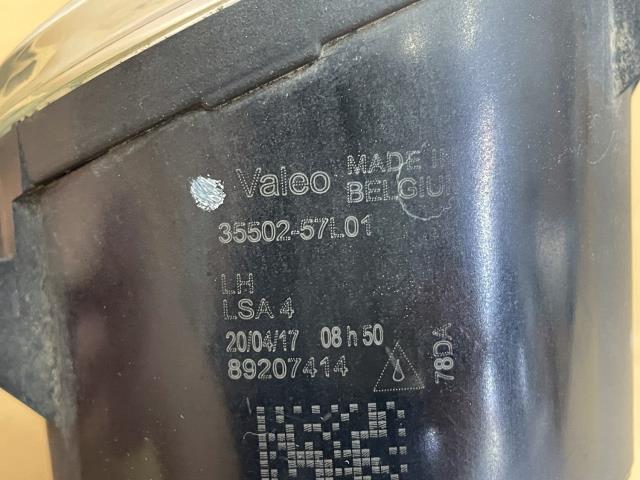 Valeo MADE IN
BELGIUM
35502-57L01
LH
LSA 4
20/04/17 08 h 50
89207414
78DA